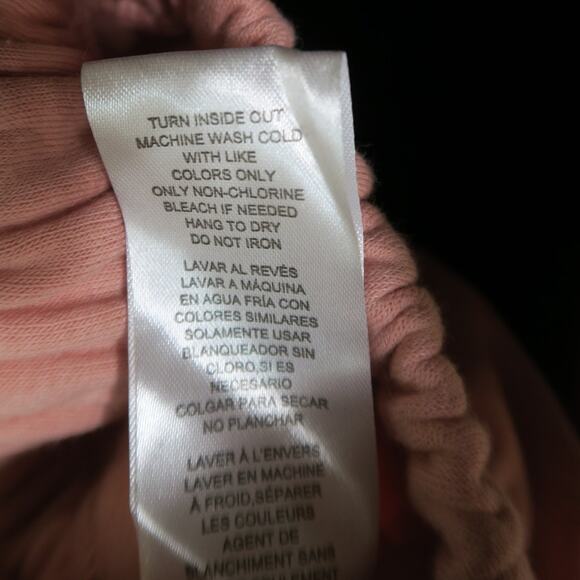 TURN INSIDE OUT
MACHINE WASH COLD
WITH LIKE
COLORS ONLY
ONLY NON-CHLORINE
BLEACH IF NEEDED
HANG TO DRY
DO NOT IRON
LAVAR AL REVÉS
LAVAR A MÁQUINA
EN AGUA FRÍA CON
COLORES SIMILARES
SOLAMENTE USAR
BLANQUEADOR SIN
CLORO,SI ES
NECESARIO
COLGAR PARA SECAR
NO PLANCHAR
LAVER À L'ENVERS
LAVER EN MACHINE
À FROID,SÉPARER
LES COULEURS
AGENT DE
BLANCHIMENT SANS